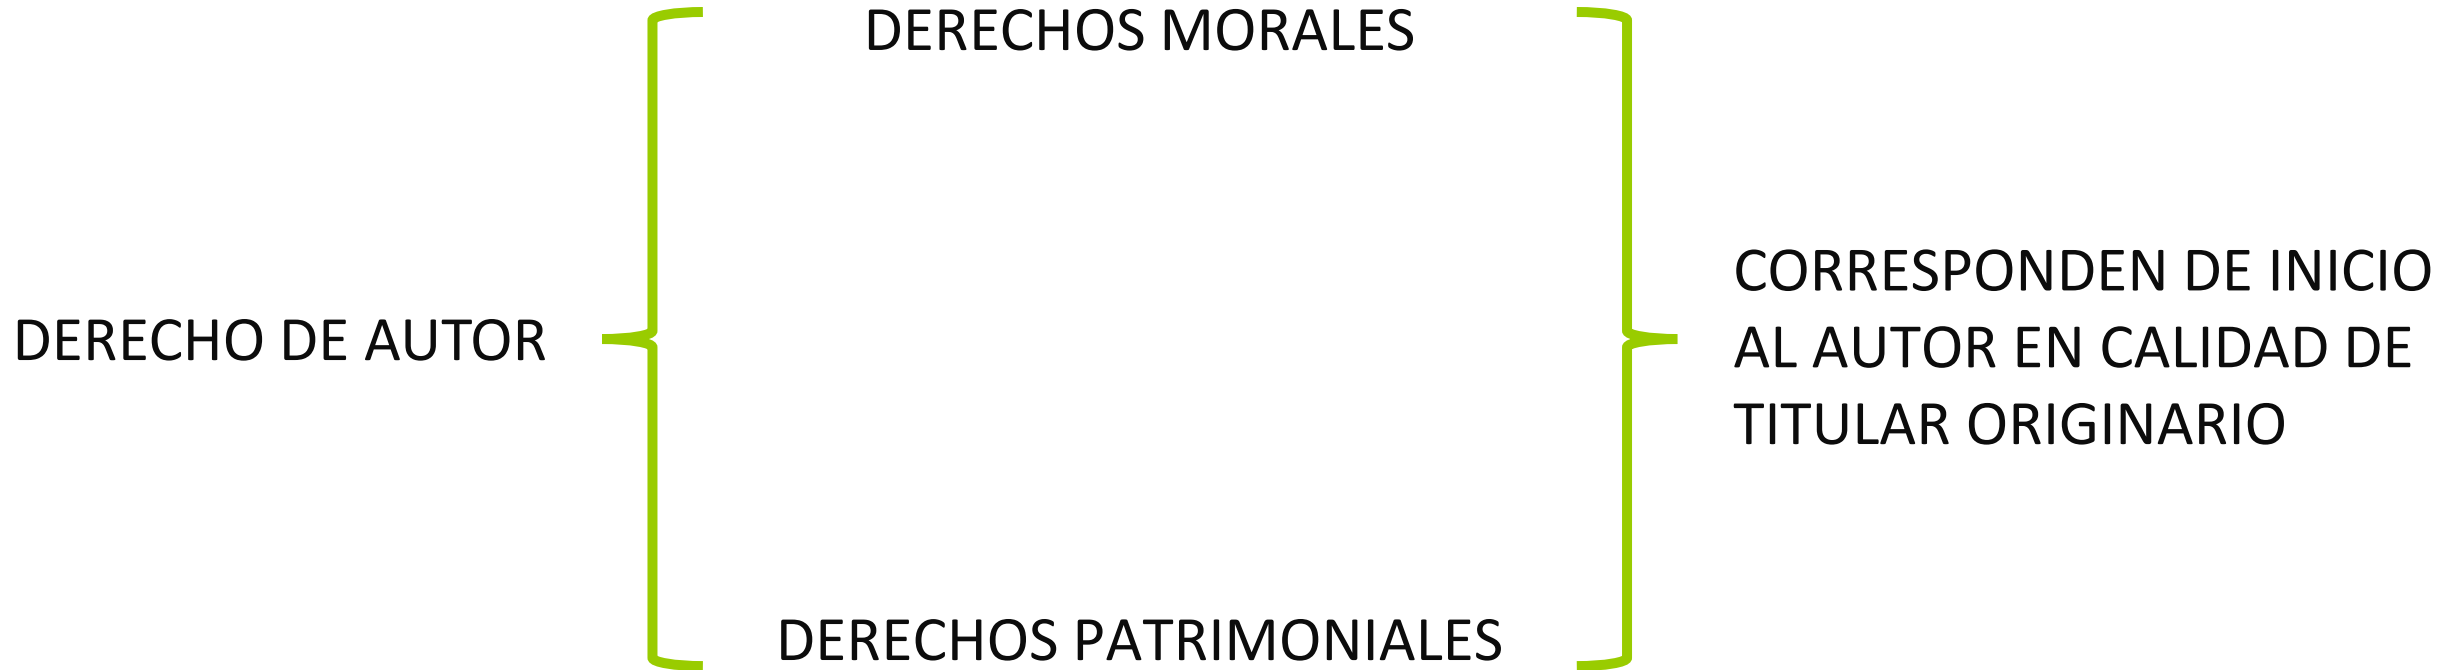 DERECHOS MORALES
DERECHO DE AUTOR
CORRESPONDEN DE INICIO
AL AUTOR EN CALIDAD DE
TITULAR ORIGINARIO
DERECHOS PATRIMONIALES